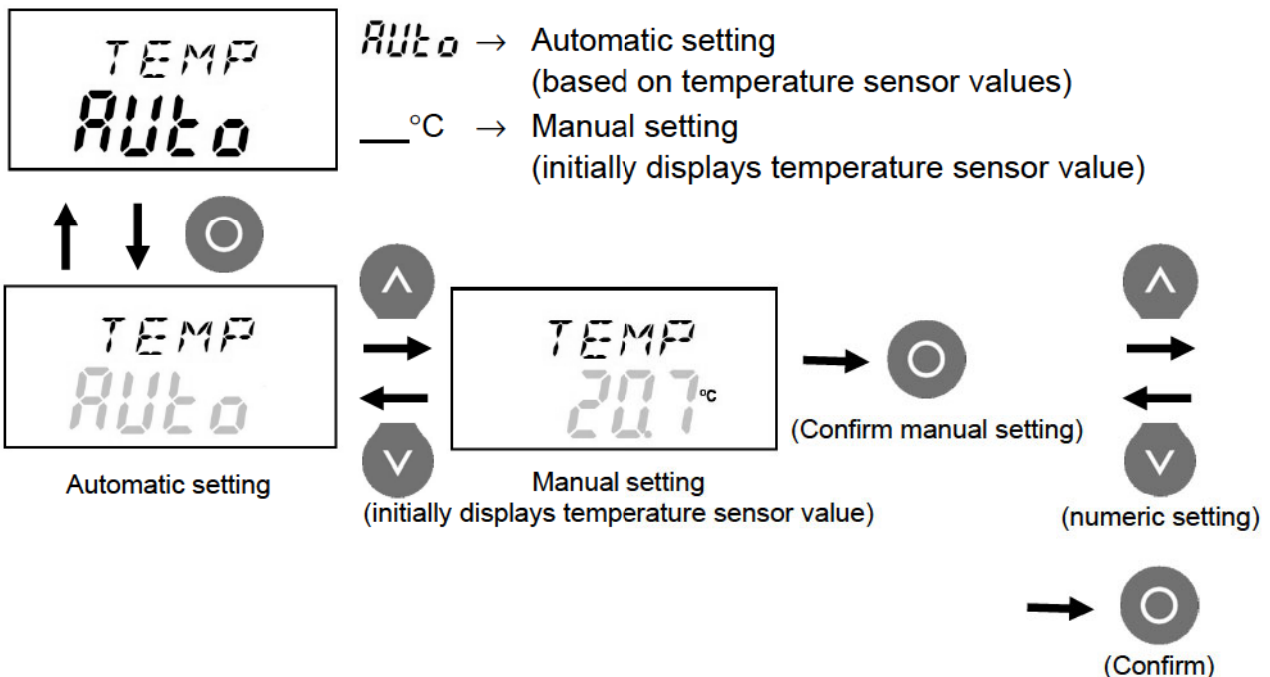 TEMP
AUto
AUto → Automatic setting
(based on temperature sensor values)
___°C → Manual setting
(initially displays temperature sensor value)
TEMP
AUto
Automatic setting
TEMP
20.7 °C
Manual setting
(initially displays temperature sensor value)
(Confirm manual setting)
(numeric setting)
(Confirm)